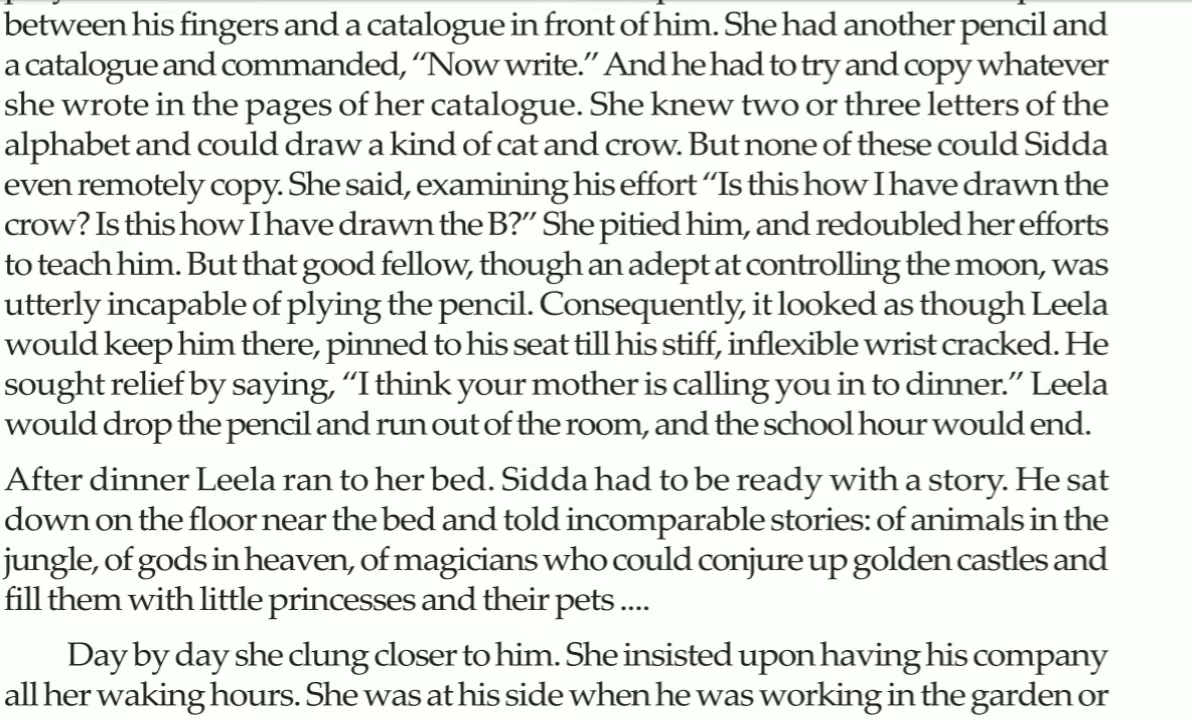 between his fingers and a catalogue in front of him. She had another pencil and
a catalogue and commanded, “Now write.” And he had to try and copy whatever
she wrote in the pages of her catalogue. She knew two or three letters of the
alphabet and could draw a kind of cat and crow. But none of these could Sidda
even remotely copy. She said, examining his effort “Is this how I have drawn the
crow? Is this how I have drawn the B?” She pitied him, and redoubled her efforts
to teach him. But that good fellow, though an adept at controlling the moon, was
utterly incapable of plying the pencil. Consequently, it looked as though Leela
would keep him there, pinned to his seat till his stiff, inflexible wrist cracked. He
sought relief by saying, “I think your mother is calling you in to dinner.” Leela
would drop the pencil and run out of the room, and the school hour would end.
After dinner Leela ran to her bed. Sidda had to be ready with a story. He sat
down on the floor near the bed and told incomparable stories: of animals in the
jungle, of gods in heaven, of magicians who could conjure up golden castles and
fill them with little princesses and their pets ....
Day by day she clung closer to him. She insisted upon having his company
all her waking hours. She was at his side when he was working in the garden or